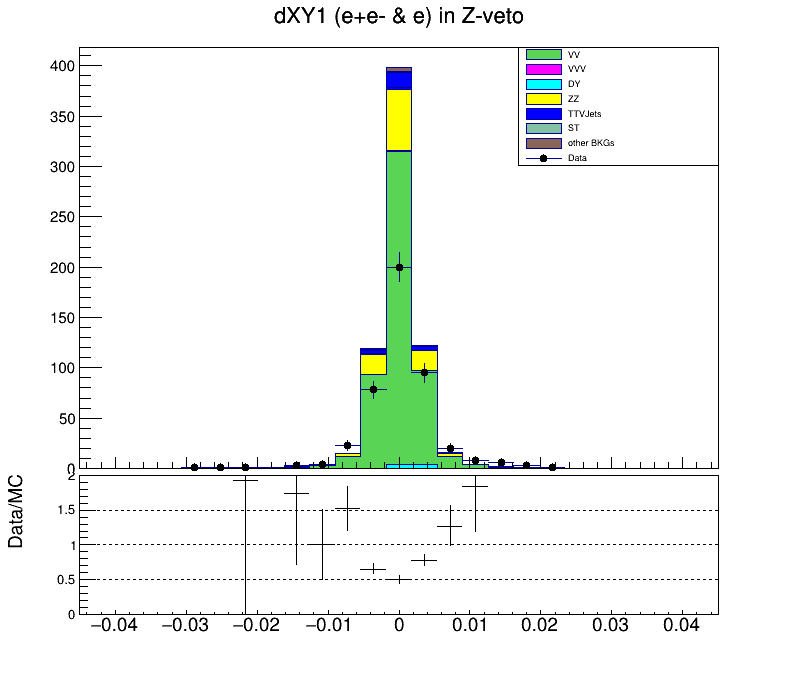 dXY1 (e+e- & e) in Z-veto
400
350
300
250
200
150
100
50
0
VV
VVV
DY
ZZ
TTVJets
ST
other BKGs
Data
Data/MC
2
1.5
1
0.5
0
−0.04 −0.03 −0.02 −0.01 0 0.01 0.02 0.03 0.04